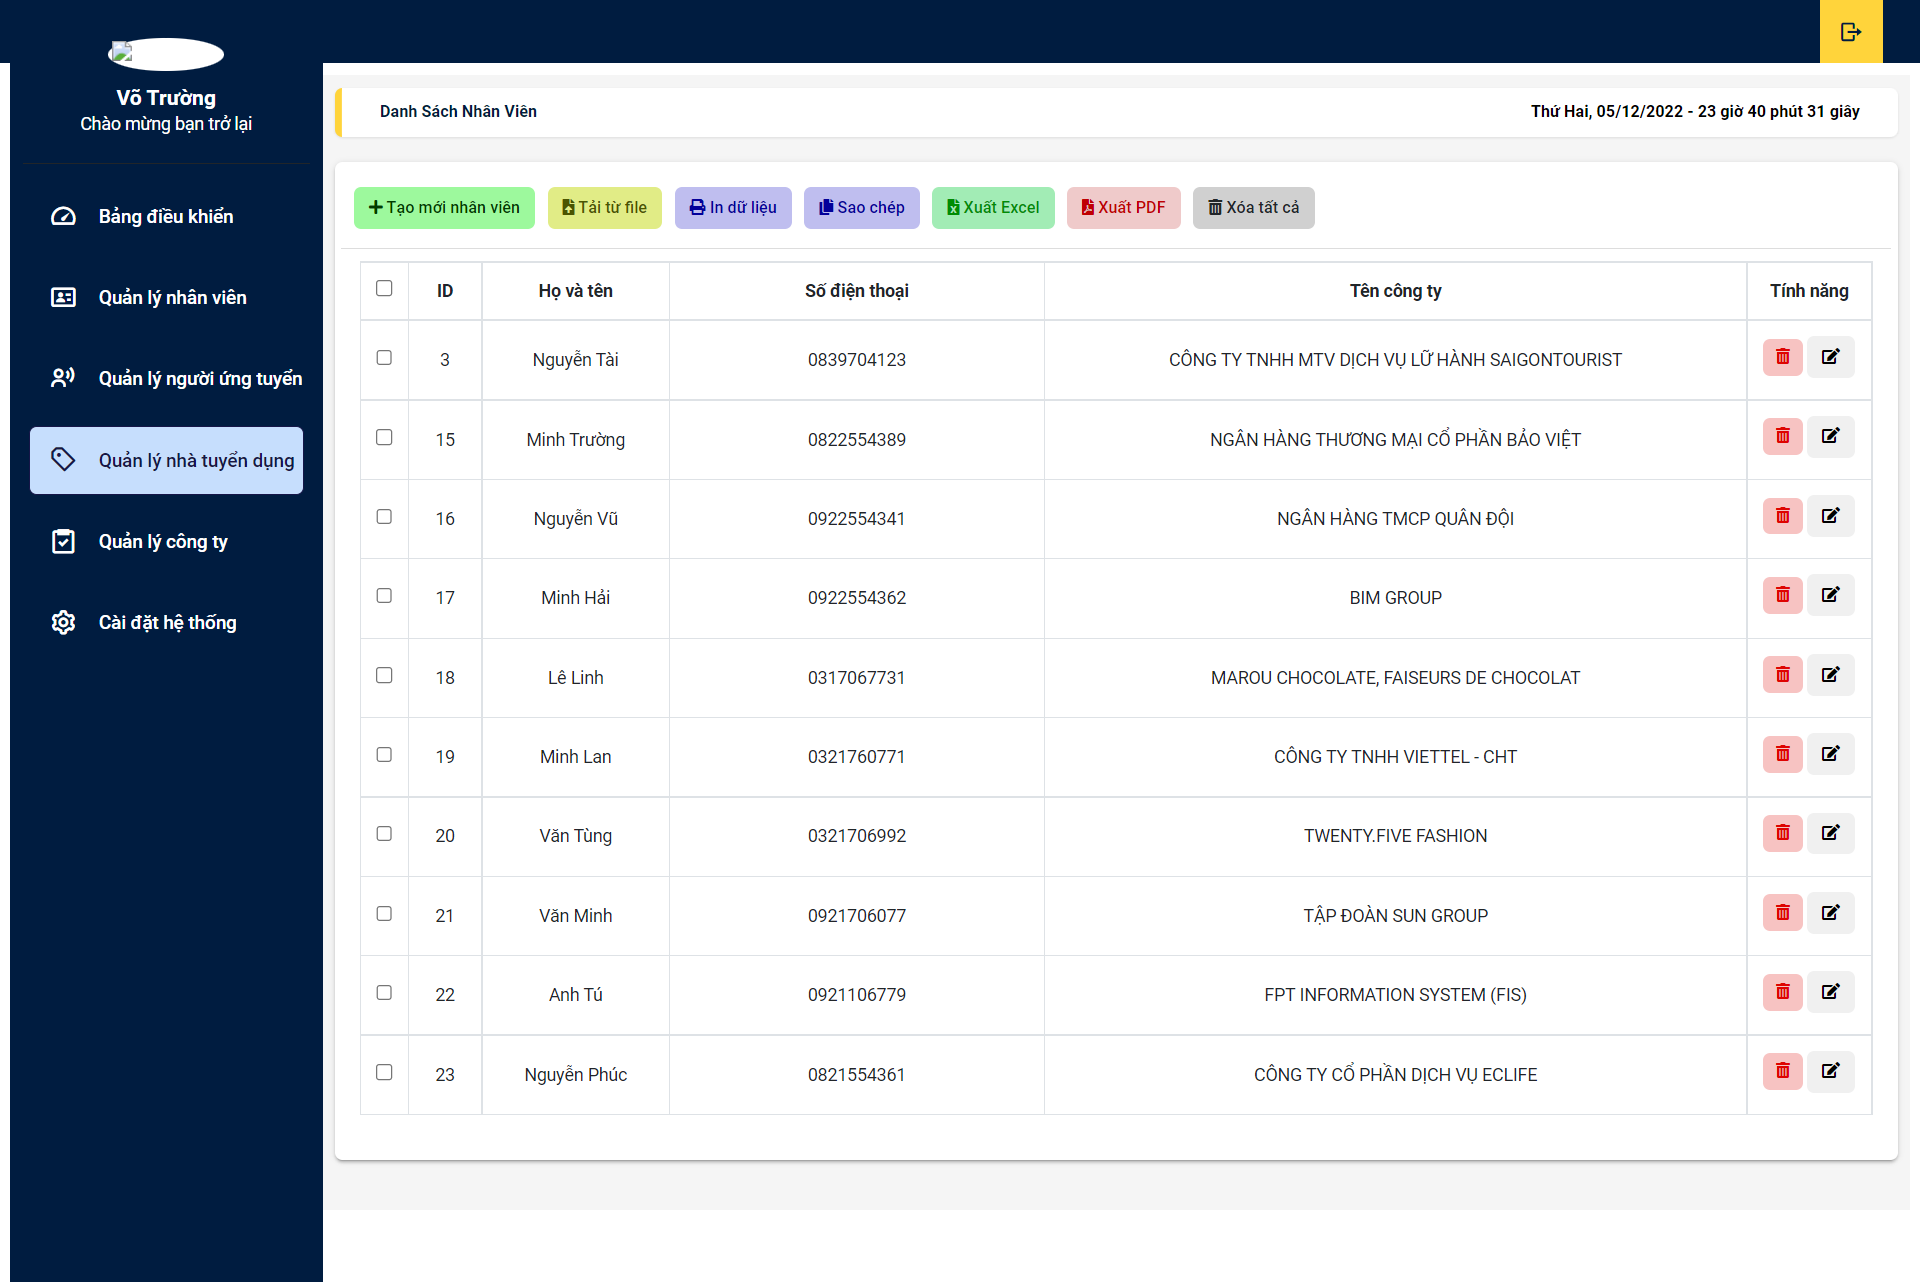 Võ Trường
Chào mừng bạn trở lại
Bảng điều khiển
Quản lý nhân viên
Quản lý người ứng tuyển
Quản lý nhà tuyển dụng
Quản lý công ty
Cài đặt hệ thống
Danh Sách Nhân Viên Thứ Hai, 05/12/2022 - 23 giờ 40 phút 31 giây
Tạo mới nhân viên Tải từ file In dữ liệu Sao chép Xuất Excel Xuất PDF Xóa tất cả
ID Họ và tên Số điện thoại Tên công ty Tính năng
3 Nguyễn Tài 0839704123 CÔNG TY TNHH MTV DỊCH VỤ LỮ HÀNH SAIGONTOURIST
15 Minh Trường 0822554389 NGÂN HÀNG THƯƠNG MẠI CỔ PHẦN BẢO VIỆT
16 Nguyễn Vũ 0922554341 NGÂN HÀNG TMCP QUÂN ĐỘI
17 Minh Hải 0922554362 BIM GROUP
18 Lê Linh 0317067731 MAROU CHOCOLATE, FAISEURS DE CHOCOLAT
19 Minh Lan 0321760771 CÔNG TY TNHH VIETTEL - CHT
20 Văn Tùng 0321706992 TWENTY.FIVE FASHION
21 Văn Minh 0921706077 TẬP ĐOÀN SUN GROUP
22 Anh Tú 0921106779 FPT INFORMATION SYSTEM (FIS)
23 Nguyễn Phúc 0821554361 CÔNG TY CỔ PHẦN DỊCH VỤ ECLIFE